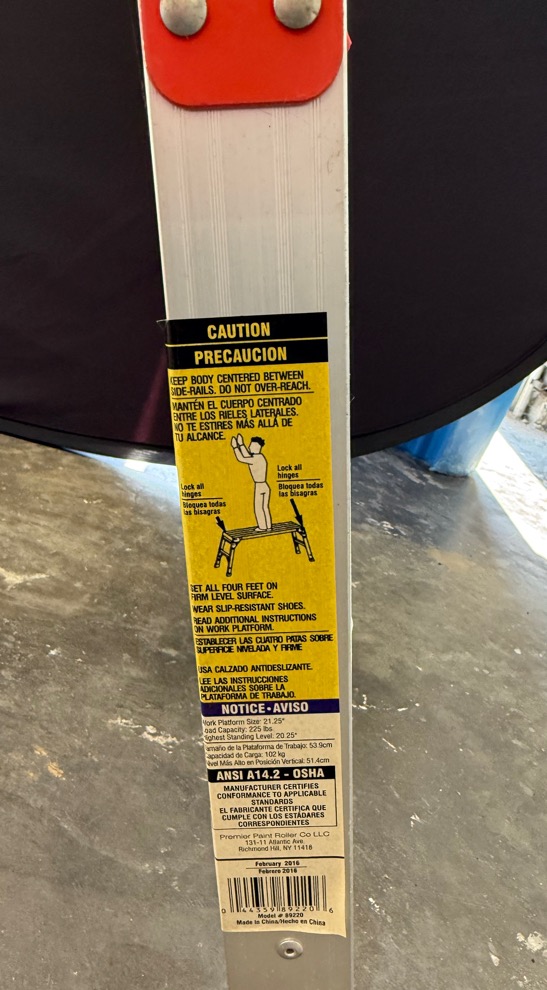 CAUTION
PRECAUCION
KEEP BODY CENTERED BETWEEN
SIDE-RAILS. DO NOT OVER-REACH.
MANTÉN EL CUERPO CENTRADO
ENTRE LOS RIELES LATERALES.
NO TE ESTIRES MÁS ALLÁ DE
TU ALCANCE.
Lock all
hinges
Bloquea todas
las bisagras
Lock all
hinges
Bloquea todas
las bisagras
SET ALL FOUR FEET ON
FIRM LEVEL SURFACE.
WEAR SLIP-RESISTANT SHOES.
READ ADDITIONAL INSTRUCTIONS
ON WORK PLATFORM.
ESTABLECER LAS CUATRO PATAS SOBRE
SUPERFICIE NIVELADA Y FIRME
USA CALZADO ANTIDESLIZANTE.
LEE LAS INSTRUCCIONES
ADICIONALES SOBRE LA
PLATAFORMA DE TRABAJO.
NOTICE • AVISO
Work Platform Size: 21.25"
Load Capacity: 225 lbs.
Highest Standing Level: 20.25"
Tamaño de la Plataforma de Trabajo: 53.9cm
Capacidad de Carga: 102 kg
Nivel Más Alto en Posición Vertical: 51.4cm
ANSI A14.2 - OSHA
MANUFACTURER CERTIFIES
CONFORMANCE TO APPLICABLE
STANDARDS
EL FABRICANTE CERTIFICA QUE
CUMPLE CON LOS ESTÁDARES
CORRESPONDIENTES
Premier Paint Roller Co LLC
131-11 Atlantic Ave.
Richmond Hill, NY 11418
February 2016
Febrero 2016
0 44359 89220 6
Model # 89220
Made in China/Hecho en China